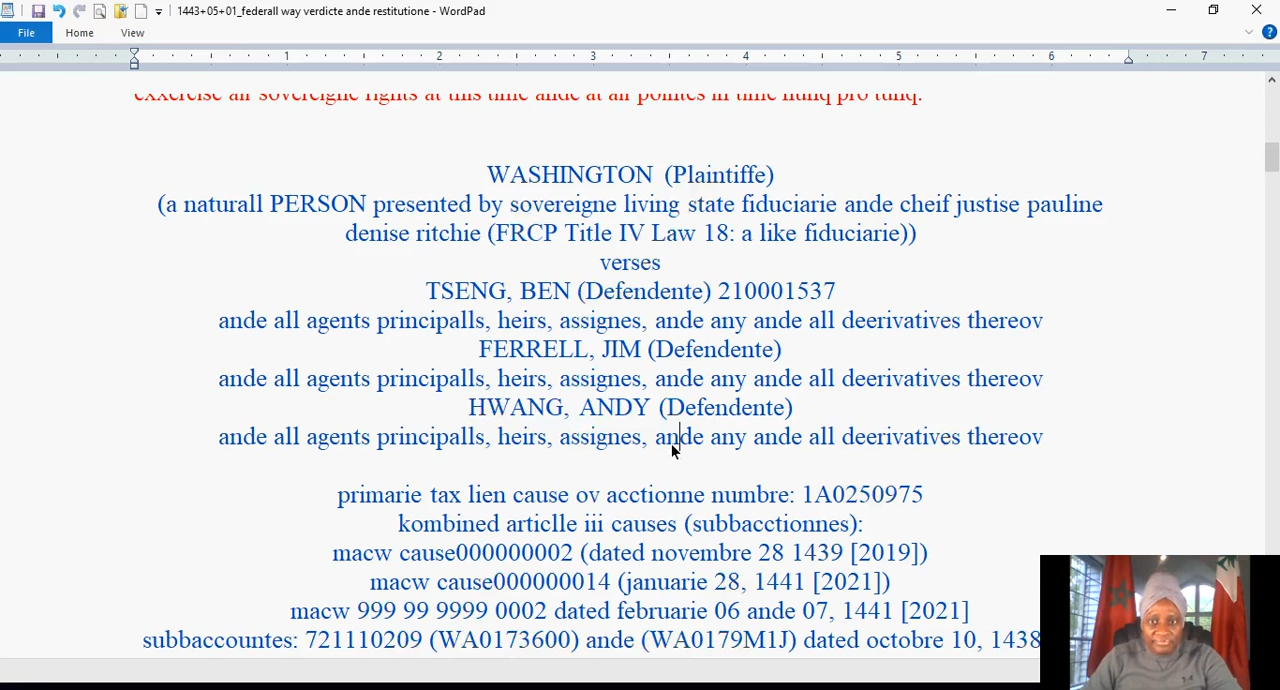 1443+05+01_federall way verdicte ande restitutione - WordPad
File Home View
1 2 3 4 5 6 7
exxercise all sovereigne rights at this time ande at all pointes in time nunq pro tunq.
WASHINGTON (Plaintiffe)
(a naturall PERSON presented by sovereigne living state fiduciarie ande cheif justise pauline
denise ritchie (FRCP Title IV Law 18: a like fiduciarie))
verses
TSENG, BEN (Defendente) 210001537
ande all agents principalls, heirs, assignes, ande any ande all deerivatives thereov
FERRELL, JIM (Defendente)
ande all agents principalls, heirs, assignes, ande any ande all deerivatives thereov
HWANG, ANDY (Defendente)
ande all agents principalls, heirs, assignes, ande any ande all deerivatives thereov
primarie tax lien cause ov acctionne numbre: 1A0250975
kombined articlle iii causes (subbacctionnes):
macw cause000000002 (dated novembre 28 1439 [2019])
macw cause000000014 (januarie 28, 1441 [2021])
macw 999 99 9999 0002 dated februarie 06 ande 07, 1441 [2021]
subbaccountes: 721110209 (WA0173600) ande (WA0179M1J) dated octobre 10, 1438